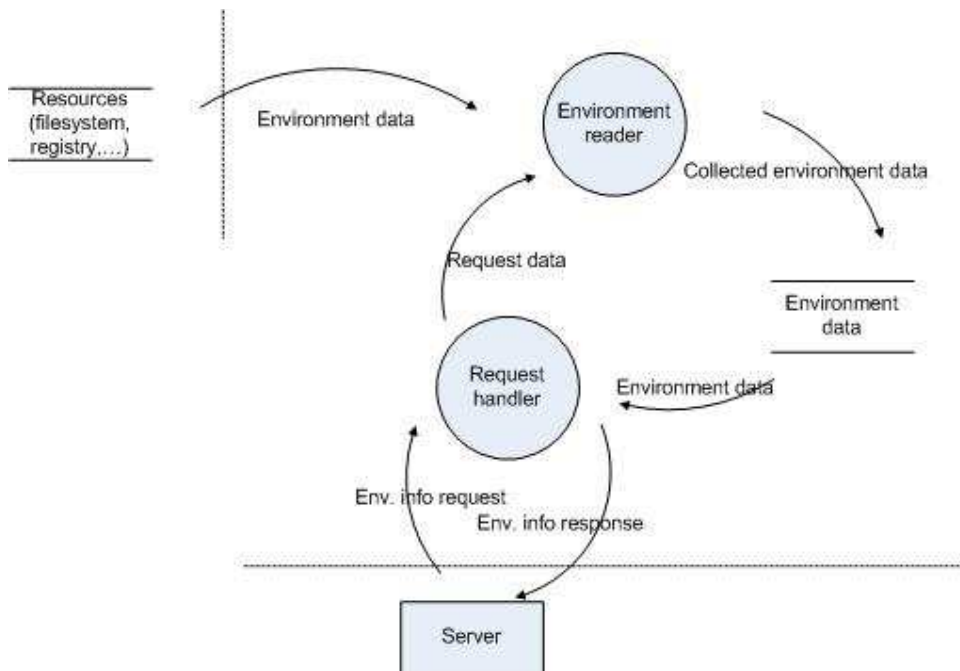 Resources
(filesystem,
registry,...)
Environment data
Environment
reader
Collected environment data
Request data
Environment
data
Request
handler
Environment data
Env. info request
Env. info response
Server